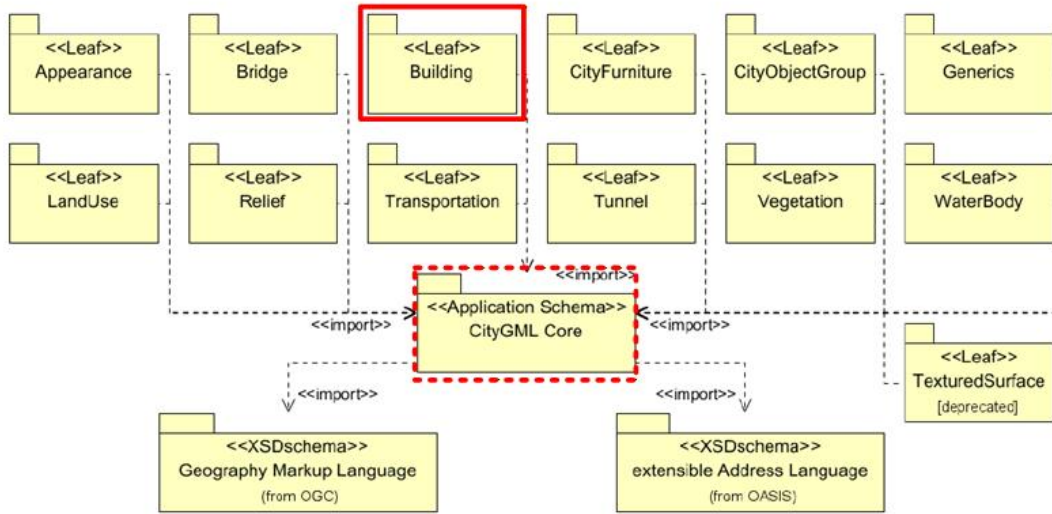 <<Leaf>>
Appearance
<<Leaf>>
Bridge
<<Leaf>>
Building
<<Leaf>>
CityFurniture
<<Leaf>>
CityObjectGroup
<<Leaf>>
Generics
<<Leaf>>
LandUse
<<Leaf>>
Relief
<<Leaf>>
Transportation
<<Leaf>>
Tunnel
<<Leaf>>
Vegetation
<<Leaf>>
WaterBody
<<import>>
<<Application Schema>>
CityGML Core
<<import>>
<<import>>
<<Leaf>>
TexturedSurface
[deprecated]
<<import>>
<<import>>
<<XSDschema>>
Geography Markup Language
(from OGC)
<<XSDschema>>
extensible Address Language
(from OASIS)